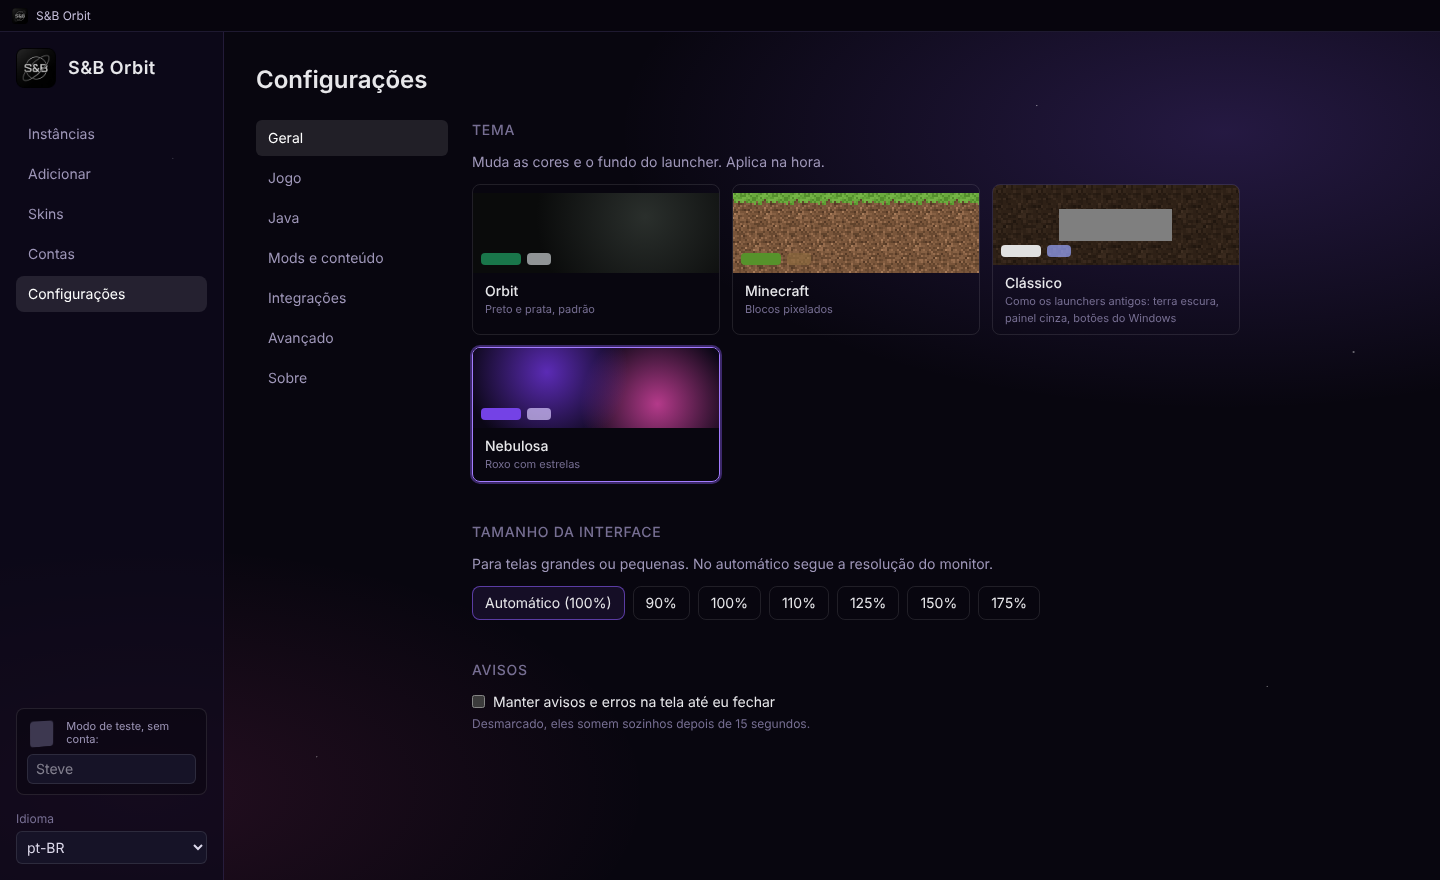 S&B Orbit
S&B
S&B Orbit
Instâncias
Adicionar
Skins
Contas
Configurações
Modo de teste, sem
conta:
Steve
Idioma
pt-BR
Configurações
Geral
Jogo
Java
Mods e conteúdo
Integrações
Avançado
Sobre
TEMA
Muda as cores e o fundo do launcher. Aplica na hora.
Orbit
Preto e prata, padrão
Minecraft
Blocos pixelados
Clássico
Como os launchers antigos: terra escura,
painel cinza, botões do Windows
Nebulosa
Roxo com estrelas
TAMANHO DA INTERFACE
Para telas grandes ou pequenas. No automático segue a resolução do monitor.
Automático (100%) 90% 100% 110% 125% 150% 175%
AVISOS
Manter avisos e erros na tela até eu fechar
Desmarcado, eles somem sozinhos depois de 15 segundos.